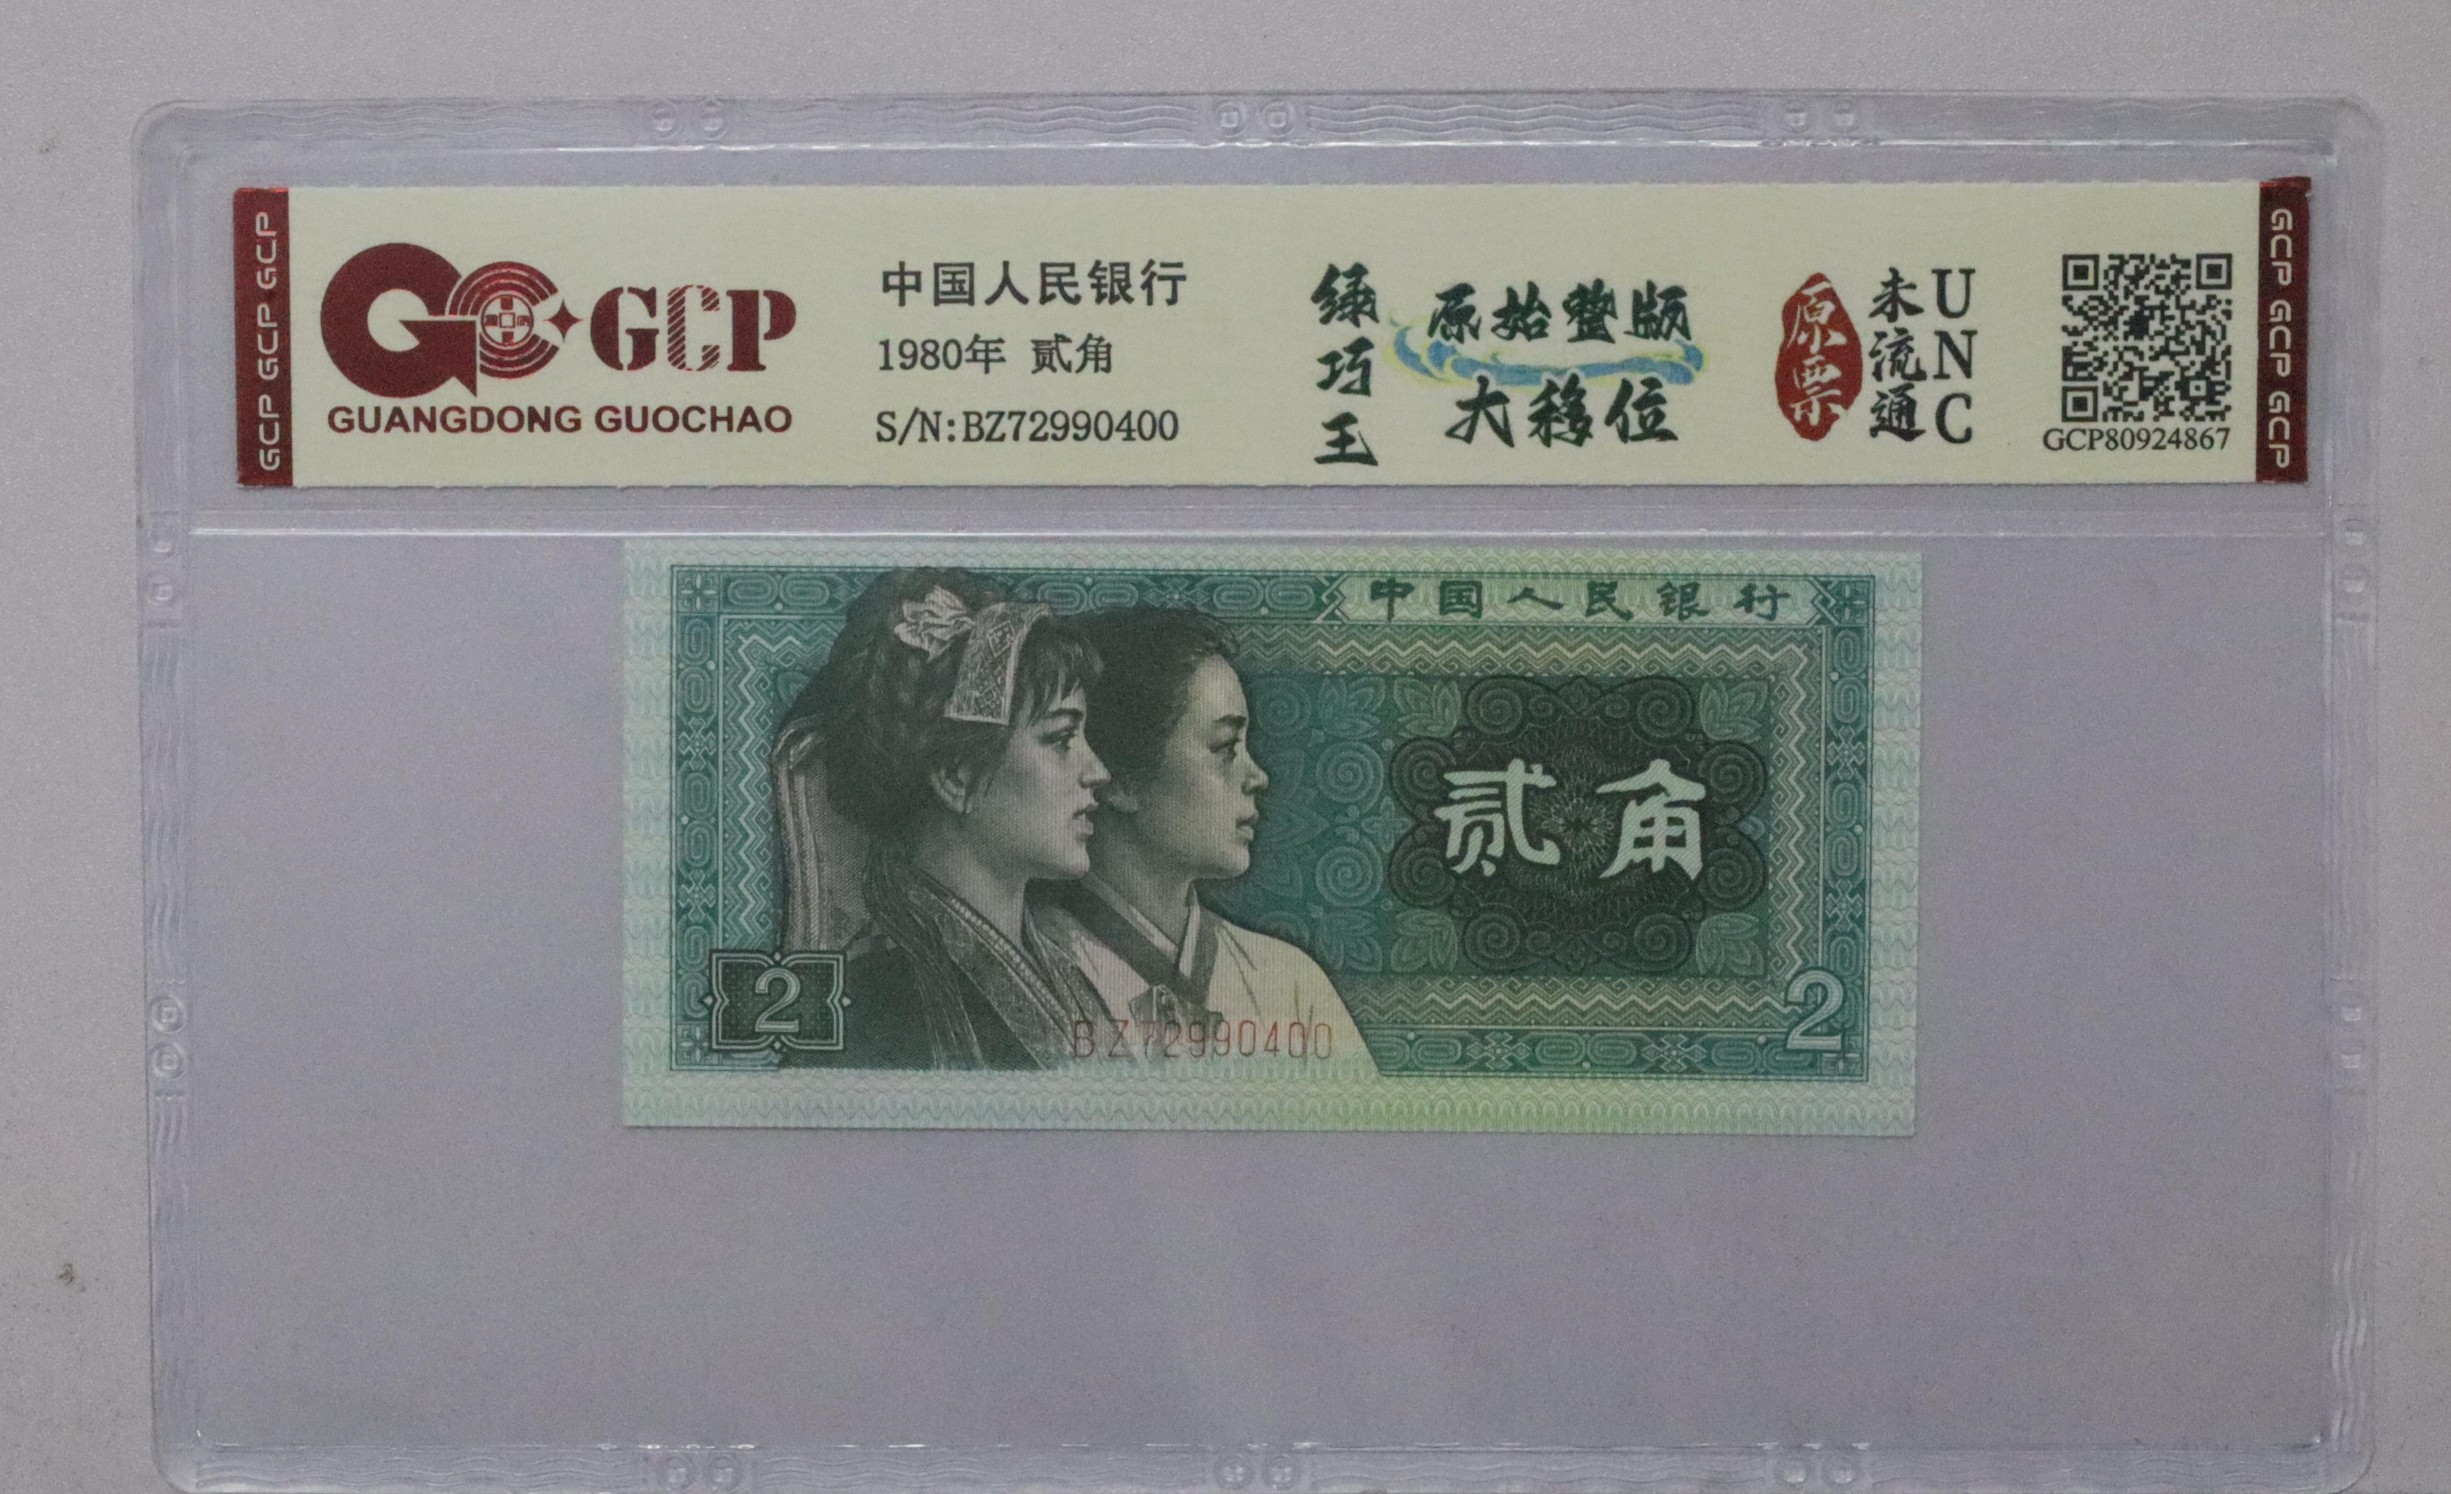 GCP GCP GCP
GCP
GUANGDONG GUOCHAO
中国人民银行
1980年 贰角
S/N:BZ72990400
绿巧王
原始整版
大移位
原票
未流通
UNC
GCP80924867
GCP GCP GCP
中国人民银行
贰角
2
BZ72990400
2